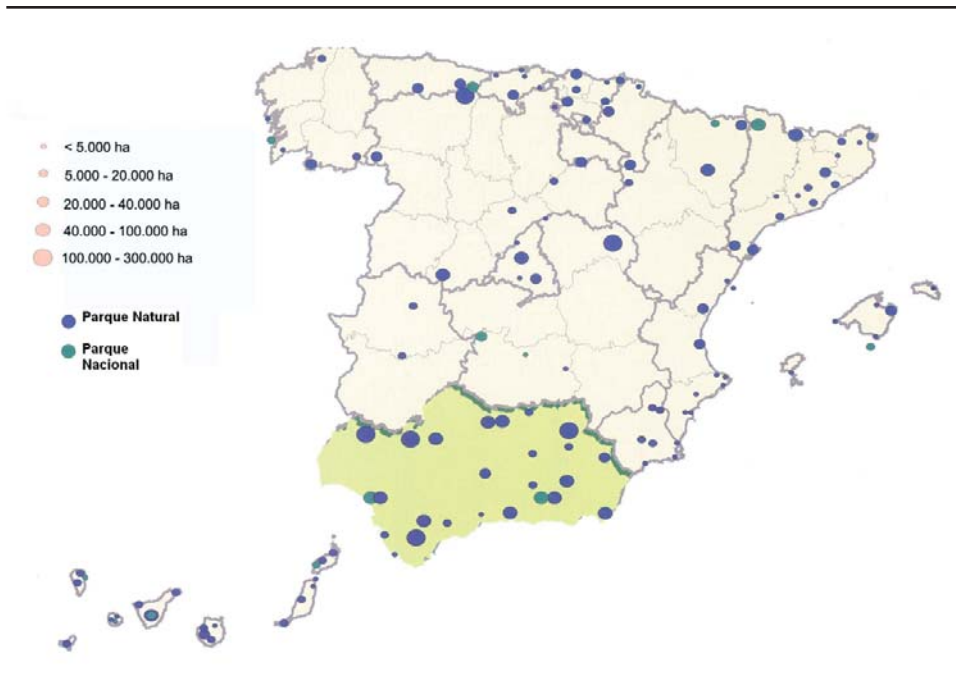 < 5.000 ha
5.000 - 20.000 ha
20.000 - 40.000 ha
40.000 - 100.000 ha
100.000 - 300.000 ha
Parque Natural
Parque
Nacional